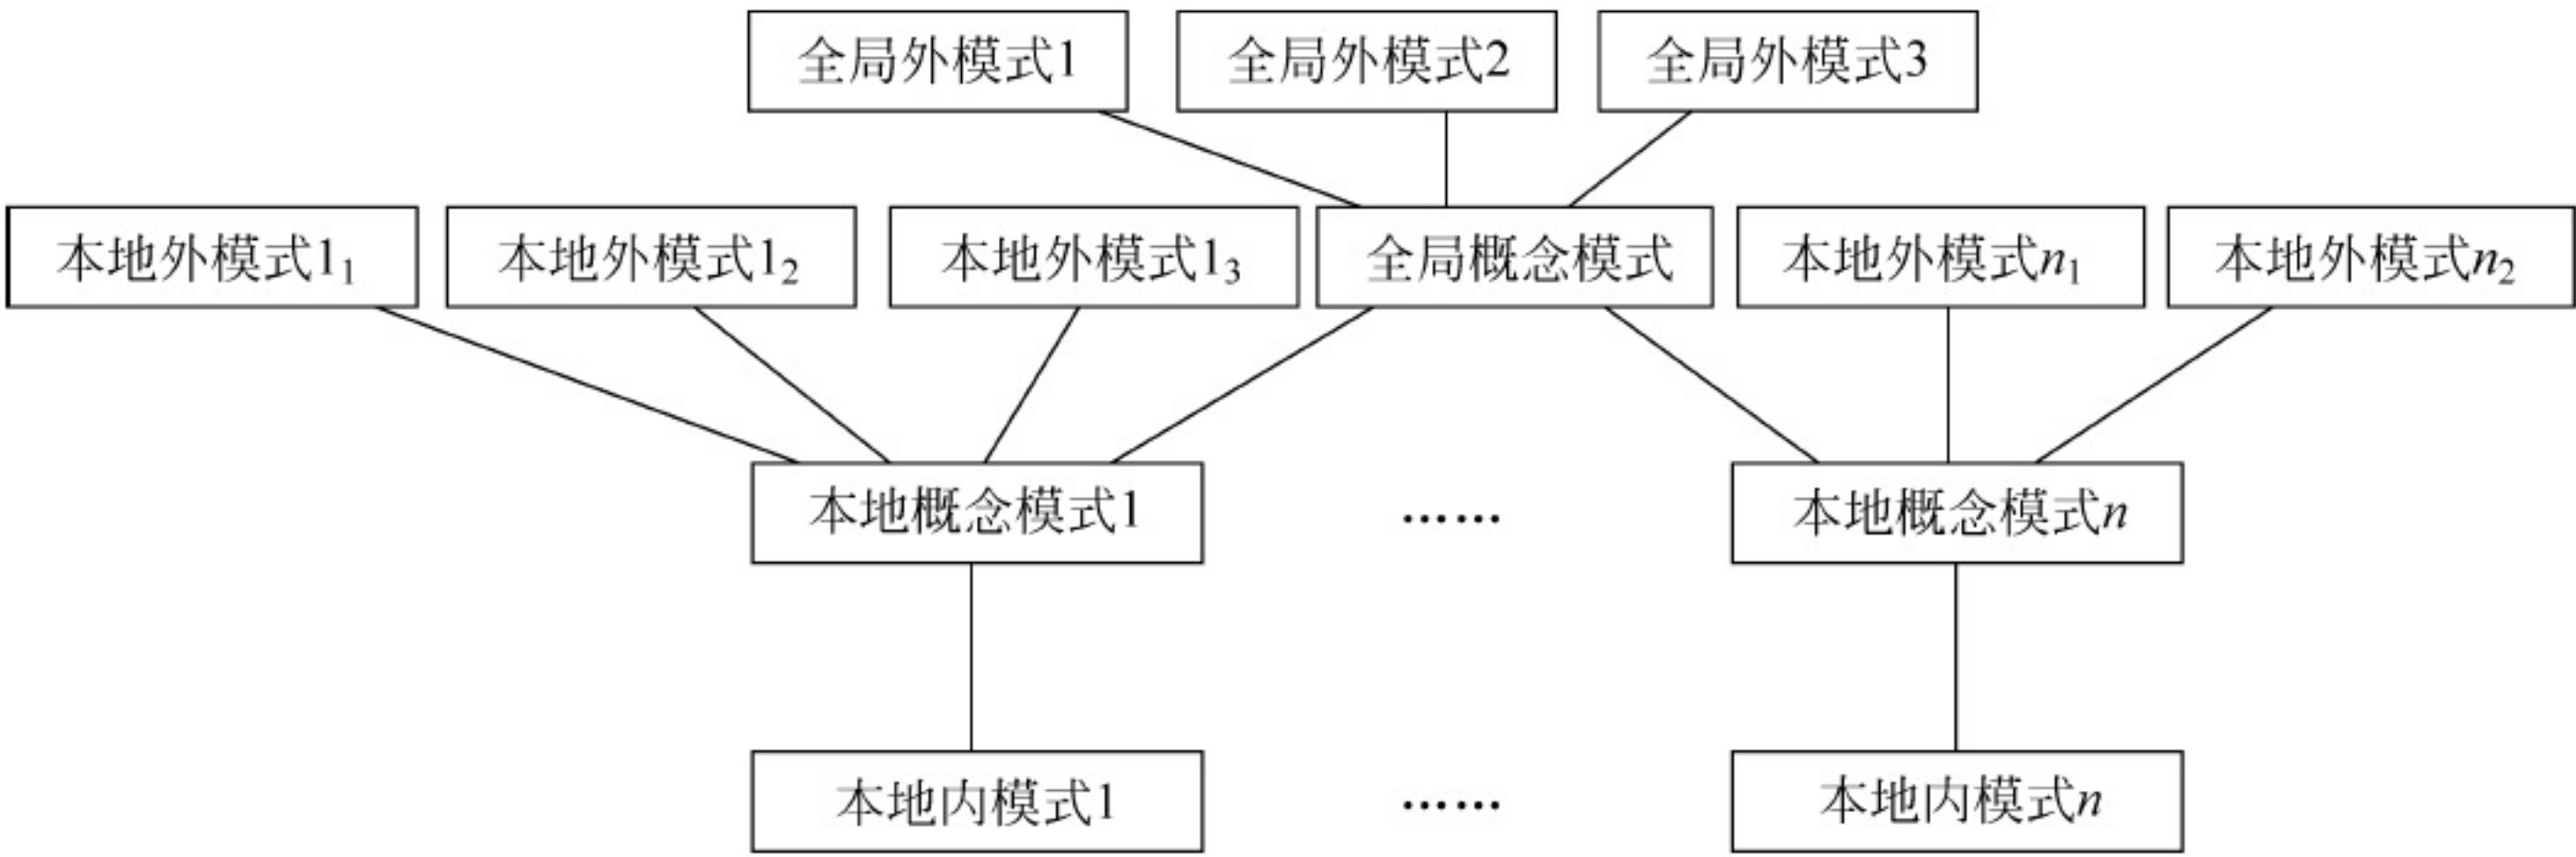 全局外模式1 全局外模式2 全局外模式3
本地外模式1₁ 本地外模式1₂ 本地外模式1₃ 全局概念模式 本地外模式n₁ 本地外模式n₂
本地概念模式1 …… 本地概念模式n
本地内模式1 …… 本地内模式n